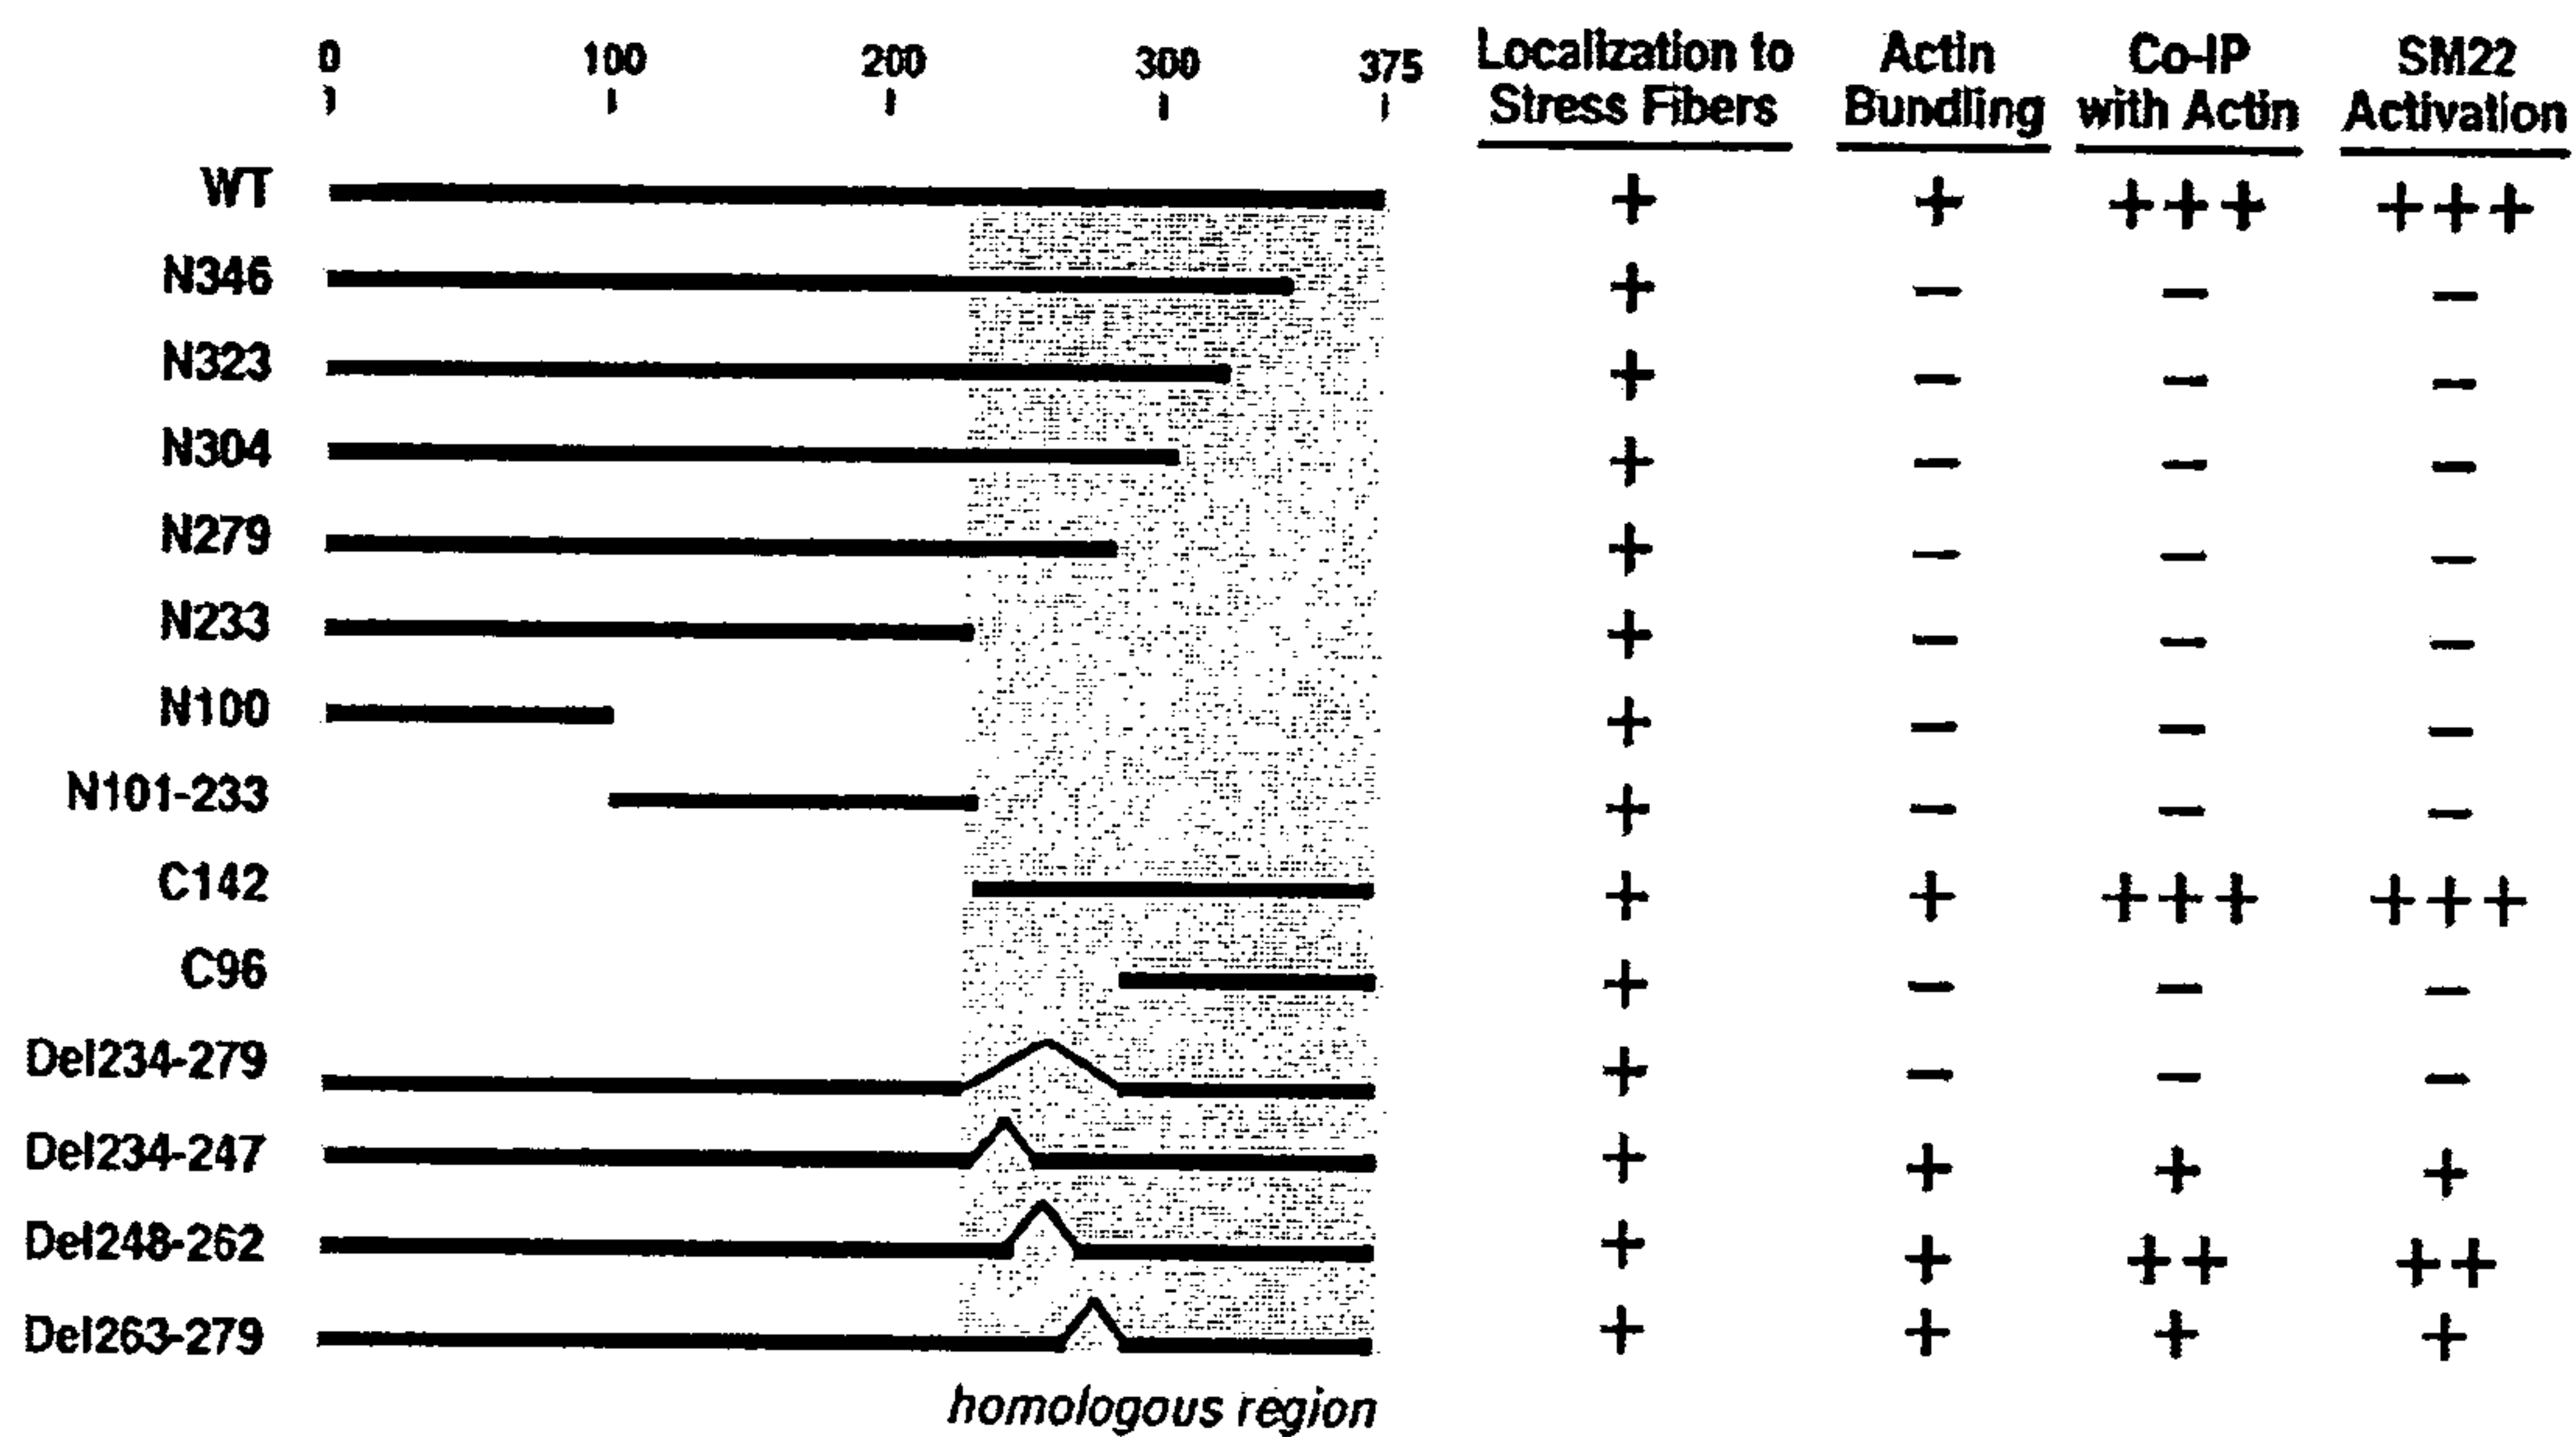 0 100 200 300 375 Localization to Actin Co-IP SM22
Stress Fibers Bundling with Actin Activation
WT + + +++ +++
N346 + − − −
N323 + − − −
N304 + − − −
N279 + − − −
N233 + − − −
N100 + − − −
N101-233 + − − −
C142 + + +++ +++
C96 + − − −
Del234-279 + − − −
Del234-247 + + + +
Del248-262 + + ++ ++
Del263-279 + + + +
homologous region